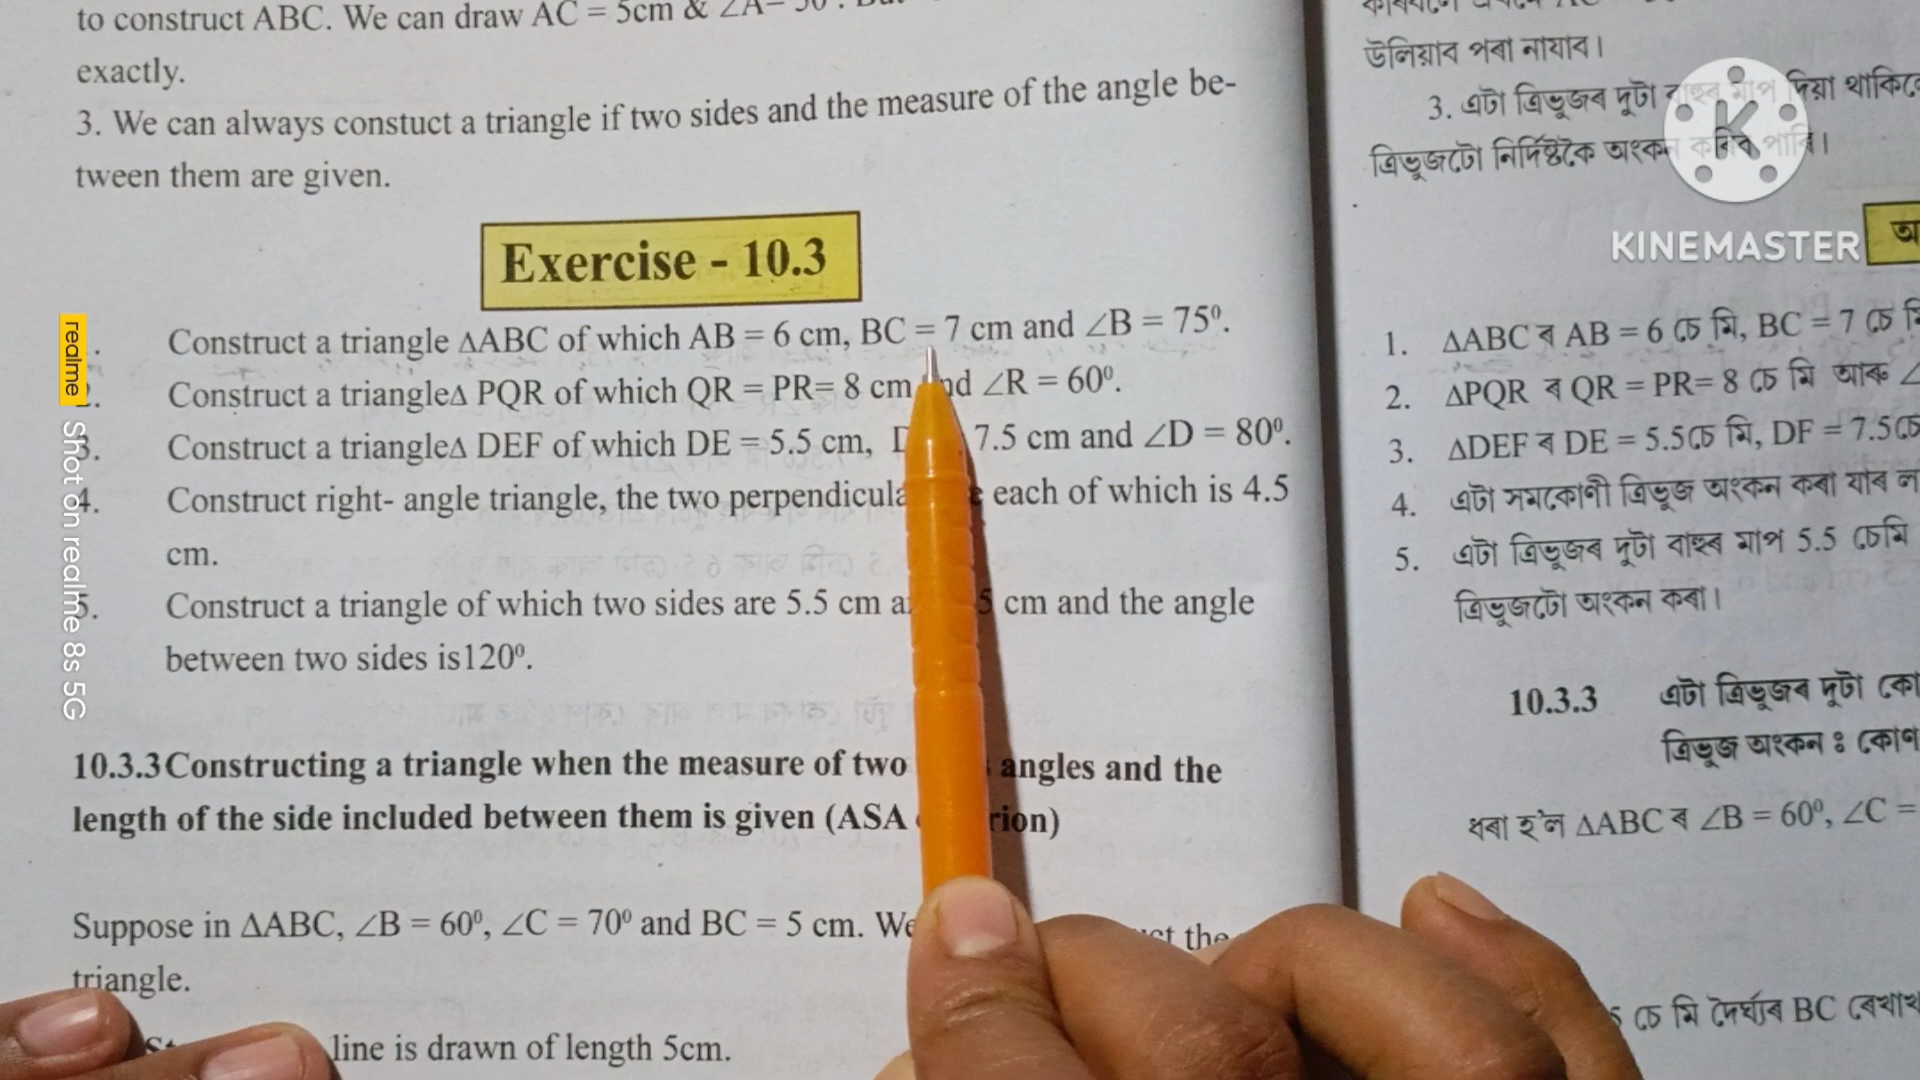 to construct ABC. We can draw AC = 5cm & ∠A
exactly.
3. We can always constuct a triangle if two sides and the measure of the angle be-
tween them are given.
Exercise - 10.3
Construct a triangle ΔABC of which AB = 6 cm, BC = 7 cm and ∠B = 75⁰.
Construct a triangleΔ PQR of which QR = PR= 8 cm ∠R = 60⁰.
3. Construct a triangleΔ DEF of which DE = 5.5 cm, 7.5 cm and ∠D = 80⁰.
4. Construct right- angle triangle, the two each of which is 4.5
cm.
5. Construct a triangle of which two sides are 5.5 cm cm and the angle
between two sides is120⁰.
10.3.3Constructing a triangle when the measure of two angles and the
length of the side included between them is given (ASA
Suppose in ΔABC, ∠B = 60⁰, ∠C = 70⁰ and BC = 5 cm. We the
triangle.
line is drawn of length 5cm.
উলিয়াব পৰা নাযাব।
3. এটা ত্ৰিভূজৰ দুটা দিয়া
ত্ৰিভূজটো নিৰ্দিষ্টকৈ অংকন
1. ΔABC ৰ AB = 6 চে মি, BC = 7 চে
2. ΔPQR ৰ QR = PR= 8 চে মি আৰু
3. ΔDEF ৰ DE = 5.5চে মি, DF = 7.5চে
4. এটা সমকোণী ত্ৰিভূজ অংকন কৰা যাৰ
5. এটা ত্ৰিভূজৰ দুটা বাহুৰ মাপ 5.5 চেমি
ত্ৰিভূজটো অংকন কৰা।
10.3.3 এটা ত্ৰিভূজৰ দুটা
ত্ৰিভূজ অংকন ঃ
ধৰা হ'ল ΔABC ৰ ∠B = 60⁰, ∠C =
চে মি দৈৰ্ঘ্যৰ BC
K
KINEMASTER
realme Shot on realme 8s 5G